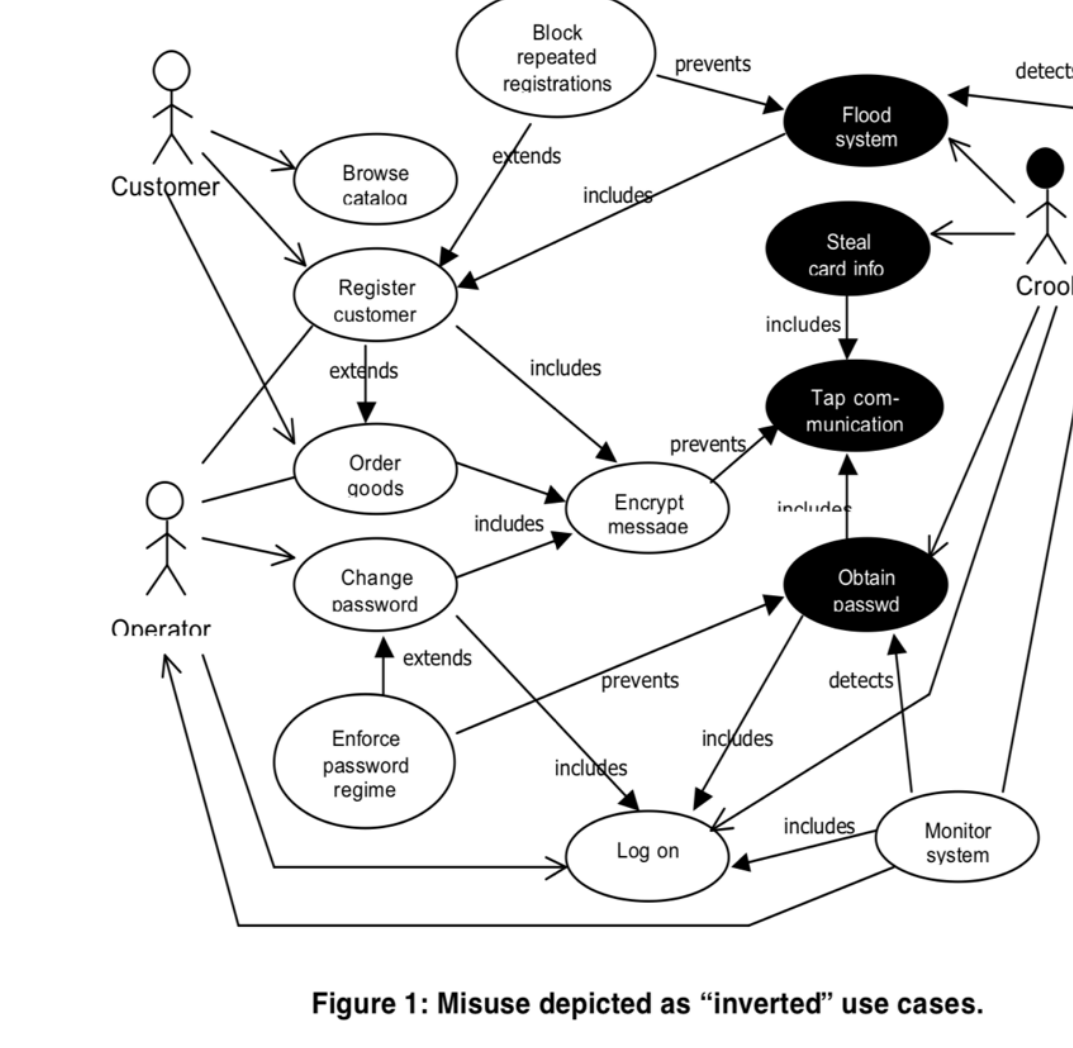 Block
repeated
registrations
prevents
detects
Flood
system
extends
Browse
catalog
Customer
includes
Steal
card info
Register
customer
includes
extends
includes
Tap com-
munication
prevents
Order
goods
Encrypt
message
includes
includes
Change
password
Obtain
passwd
Operator
extends
prevents
detects
Enforce
password
regime
includes
includes
includes
Monitor
system
Log on
Figure 1: Misuse depicted as “inverted” use cases.